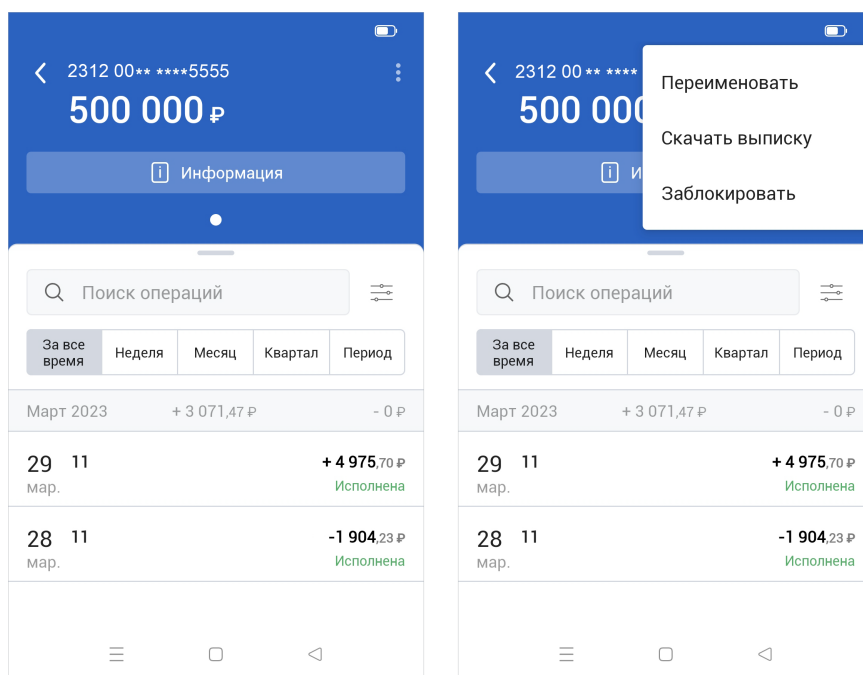 2312 00** ****5555
500 000 ₽
Информация
Поиск операций
За все
время
Неделя
Месяц
Квартал
Период
Март 2023 + 3 071,47 ₽ - 0 ₽
29 11 + 4 975,70 ₽
мар. Исполнена
28 11 -1 904,23 ₽
мар. Исполнена
2312 00 ** ****
500 000
Переименовать
Скачать выписку
Заблокировать
И
Поиск операций
За все
время
Неделя
Месяц
Квартал
Период
Март 2023 + 3 071,47 ₽ - 0 ₽
29 11 + 4 975,70 ₽
мар. Исполнена
28 11 -1 904,23 ₽
мар. Исполнена